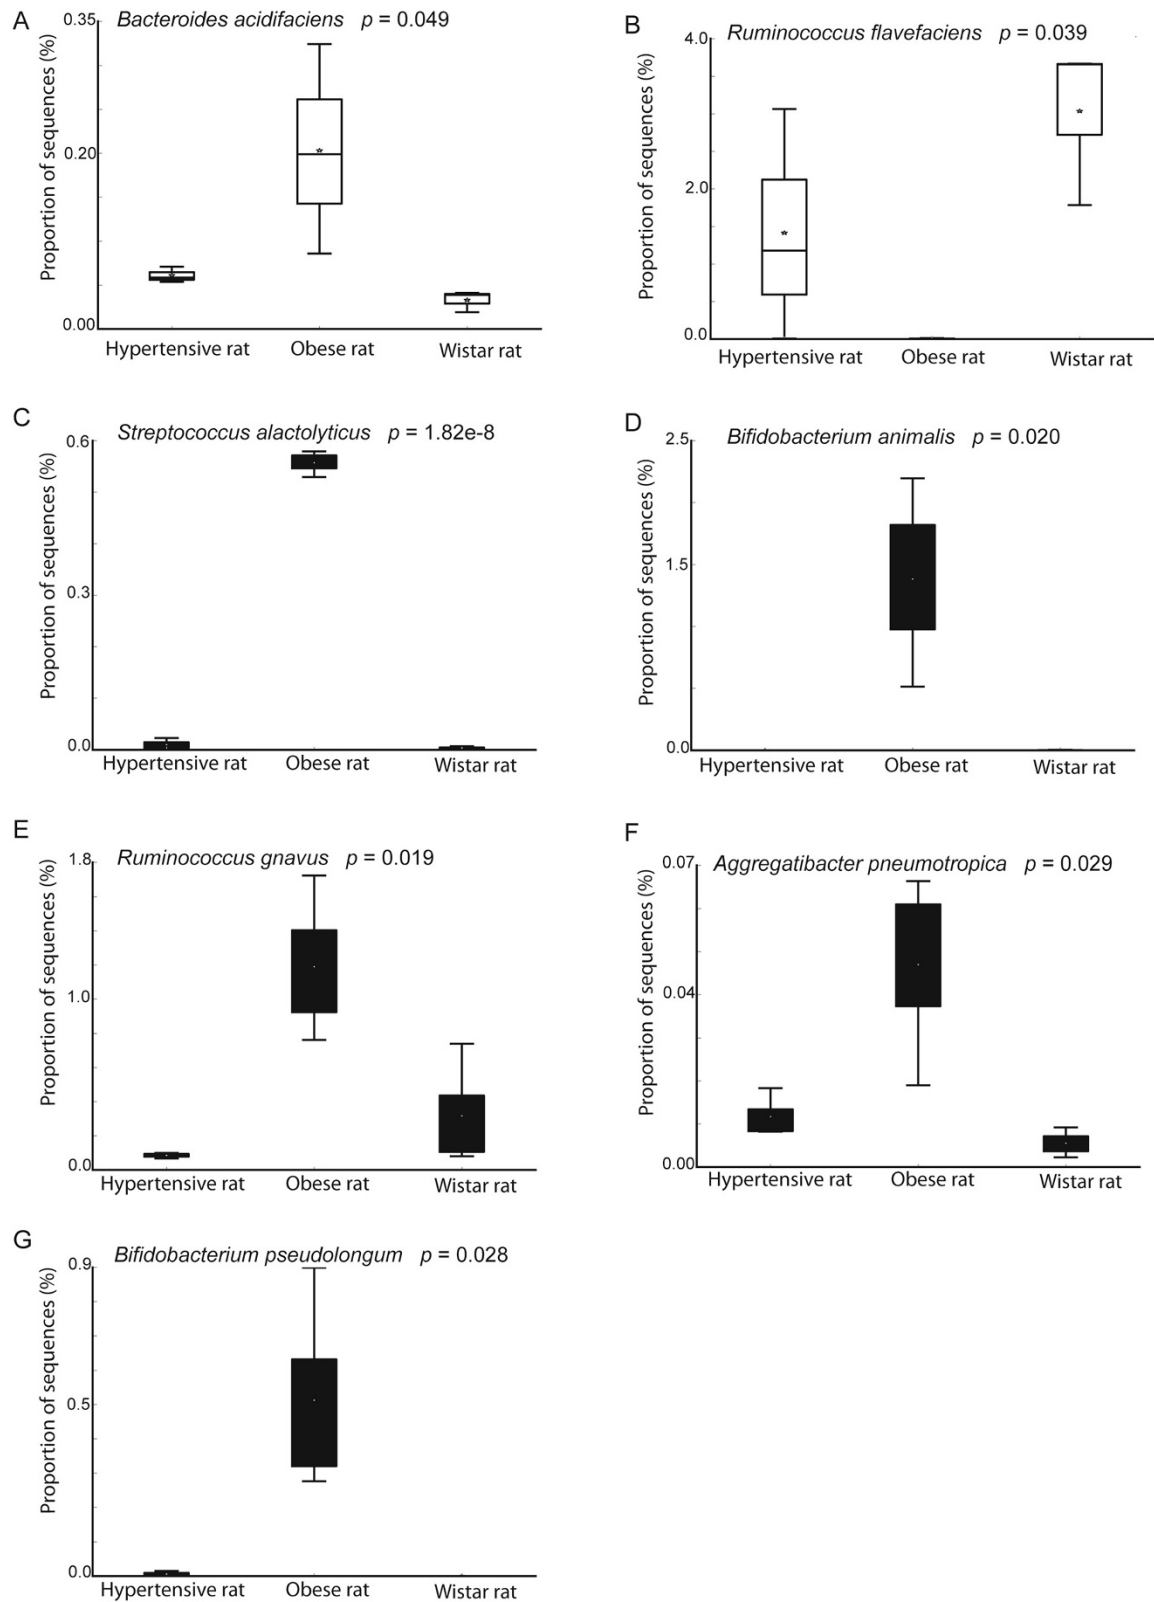 A
Bacteroides acidifaciens p = 0.049
Proportion of sequences (%)
0.35
0.20
0.00
Hypertensive rat Obese rat Wistar rat
B
Ruminococcus flavefaciens p = 0.039
Proportion of sequences (%)
4.0
2.0
0.0
Hypertensive rat Obese rat Wistar rat
C
Streptococcus alactolyticus p = 1.82e-8
Proportion of sequences (%)
0.6
0.3
0.0
Hypertensive rat Obese rat Wistar rat
D
Bifidobacterium animalis p = 0.020
Proportion of sequences (%)
2.5
1.5
0.0
Hypertensive rat Obese rat Wistar rat
E
Ruminococcus gnavus p = 0.019
Proportion of sequences (%)
1.8
1.0
0.0
Hypertensive rat Obese rat Wistar rat
F
Aggregatibacter pneumotropica p = 0.029
Proportion of sequences (%)
0.07
0.04
0.00
Hypertensive rat Obese rat Wistar rat
G
Bifidobacterium pseudolongum p = 0.028
Proportion of sequences (%)
0.9
0.5
0.0
Hypertensive rat Obese rat Wistar rat